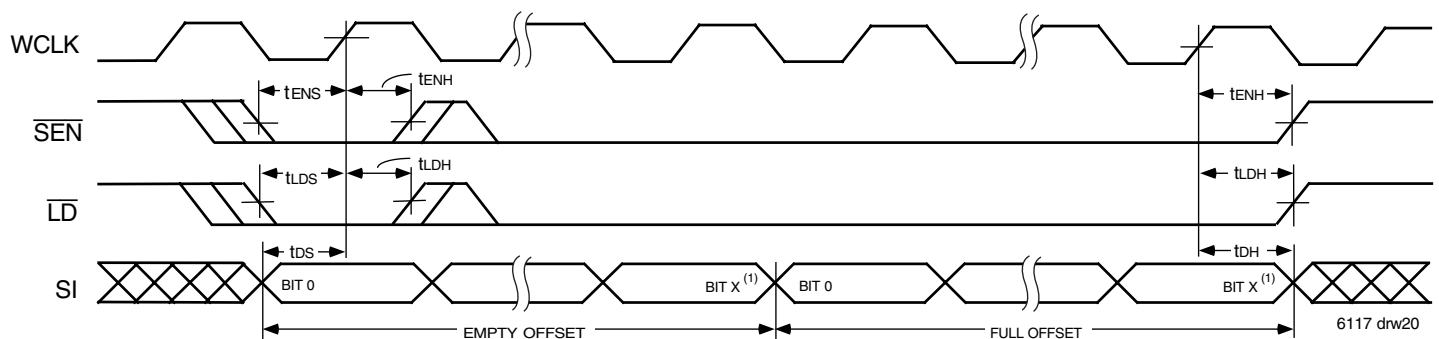 WCLK
tENS
tENH
SEN
tENH
tLDS
tLDH
LD
tLDH
tDS
tDH
SI
BIT 0
BIT X (1)
BIT 0
BIT X (1)
EMPTY OFFSET
FULL OFFSET
6117 drw20